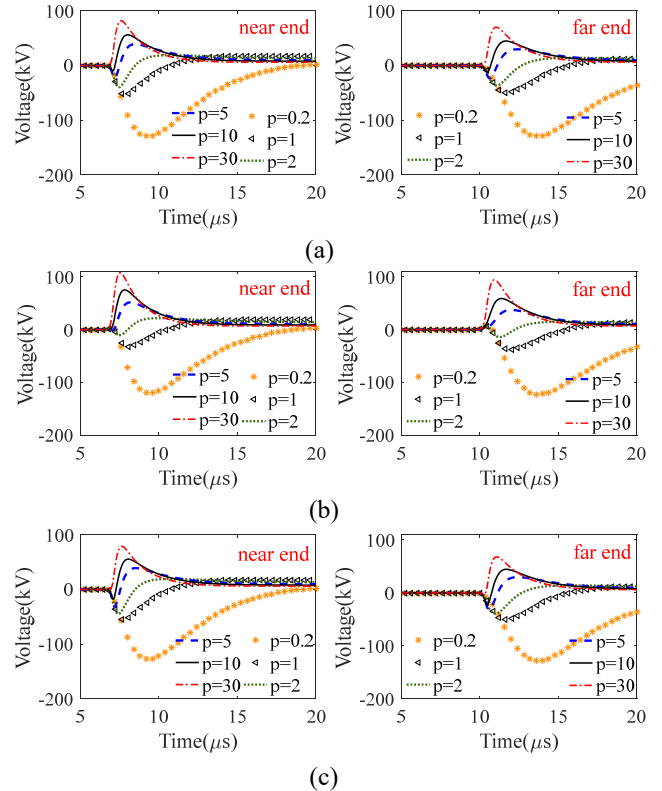 100
0
-100
-200
Voltage(kV)
near end
p=5
p=0.2
p=10
p=1
p=30
p=2
5
10
15
20
Time(μs)
100
0
-100
-200
Voltage(kV)
far end
p=0.2
p=5
p=1
p=10
p=2
p=30
5
10
15
20
Time(μs)
(a)
100
0
-100
-200
Voltage(kV)
near end
p=5
p=0.2
p=10
p=1
p=30
p=2
5
10
15
20
Time(μs)
100
0
-100
-200
Voltage(kV)
far end
p=0.2
p=5
p=1
p=10
p=2
p=30
5
10
15
20
Time(μs)
(b)
100
0
-100
-200
Voltage(kV)
near end
p=5
p=0.2
p=10
p=1
p=30
p=2
5
10
15
20
Time(μs)
100
0
-100
-200
Voltage(kV)
far end
p=0.2
p=5
p=1
p=10
p=2
p=30
5
10
15
20
Time(μs)
(c)